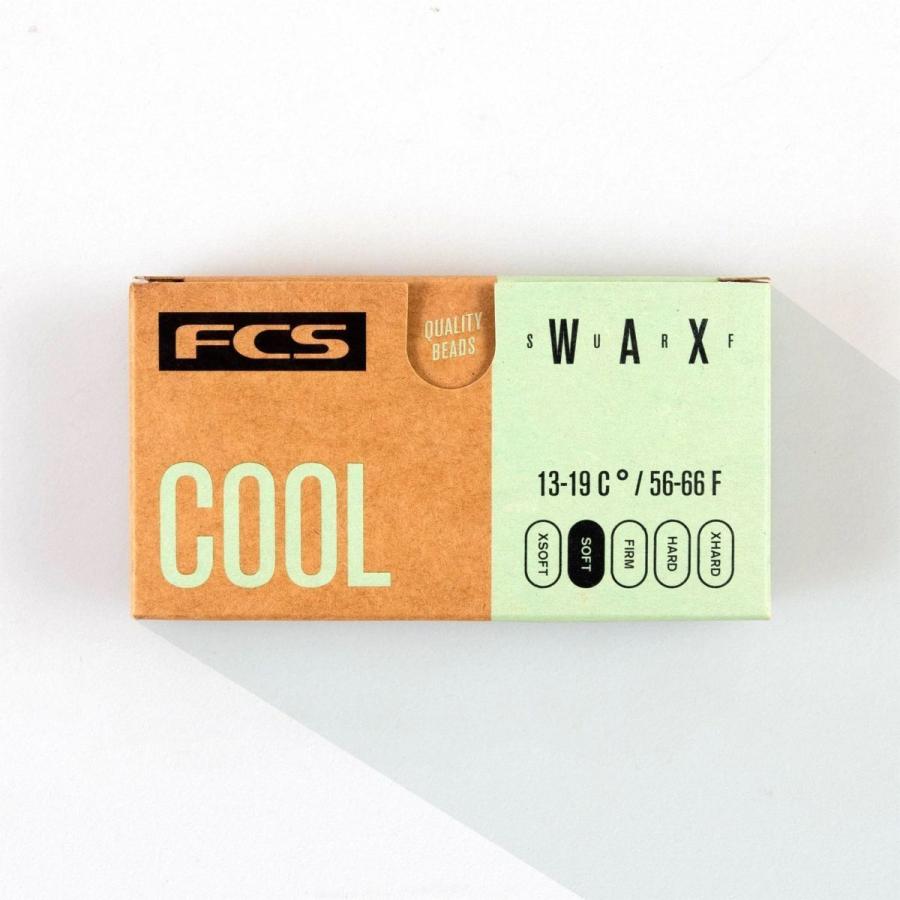 FCS
QUALITY
BEADS
COOL
S W U A R X F
13-19 C° / 56-66 F
XSOFT
SOFT
FIRM
HARD
XHARD